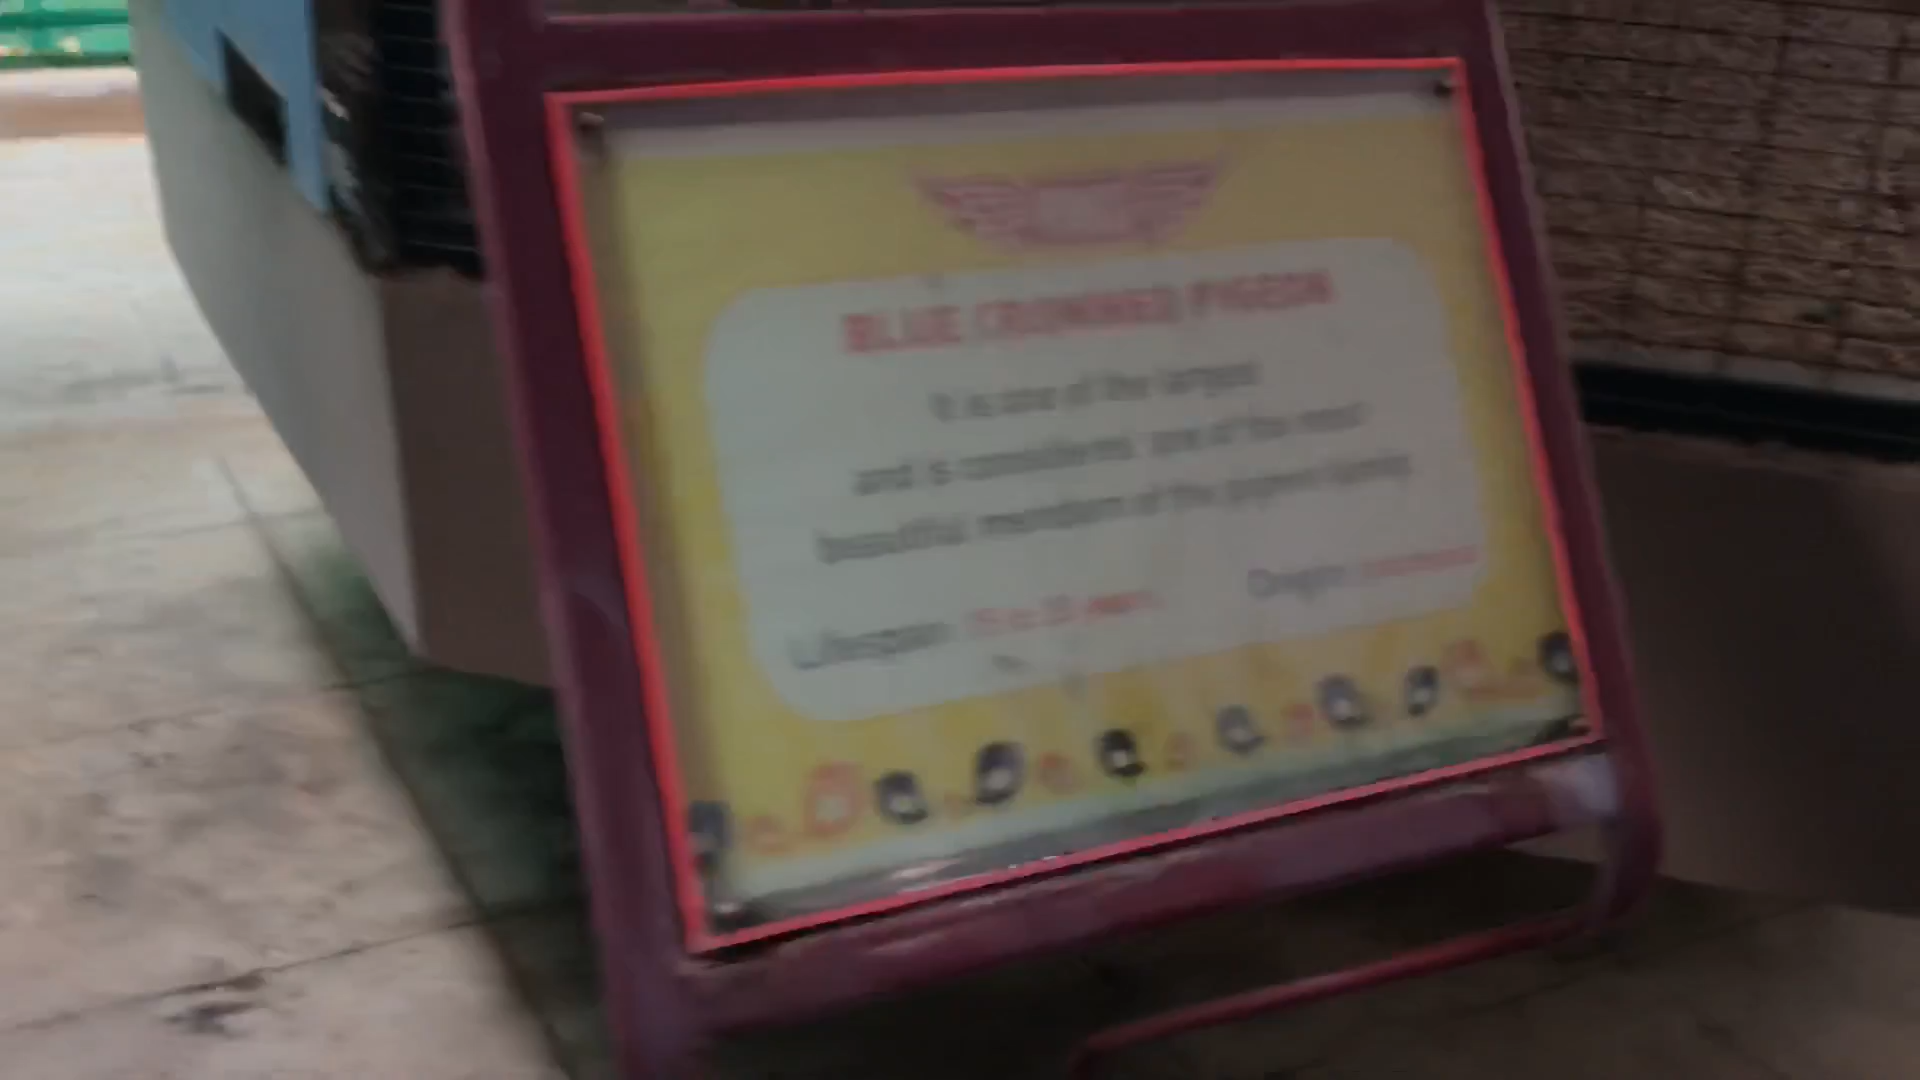 BLUE CROWNED PIGEON
It is one of the largest
and is considered one of the most
beautiful members of the pigeon family
Lifespan: years Origin: